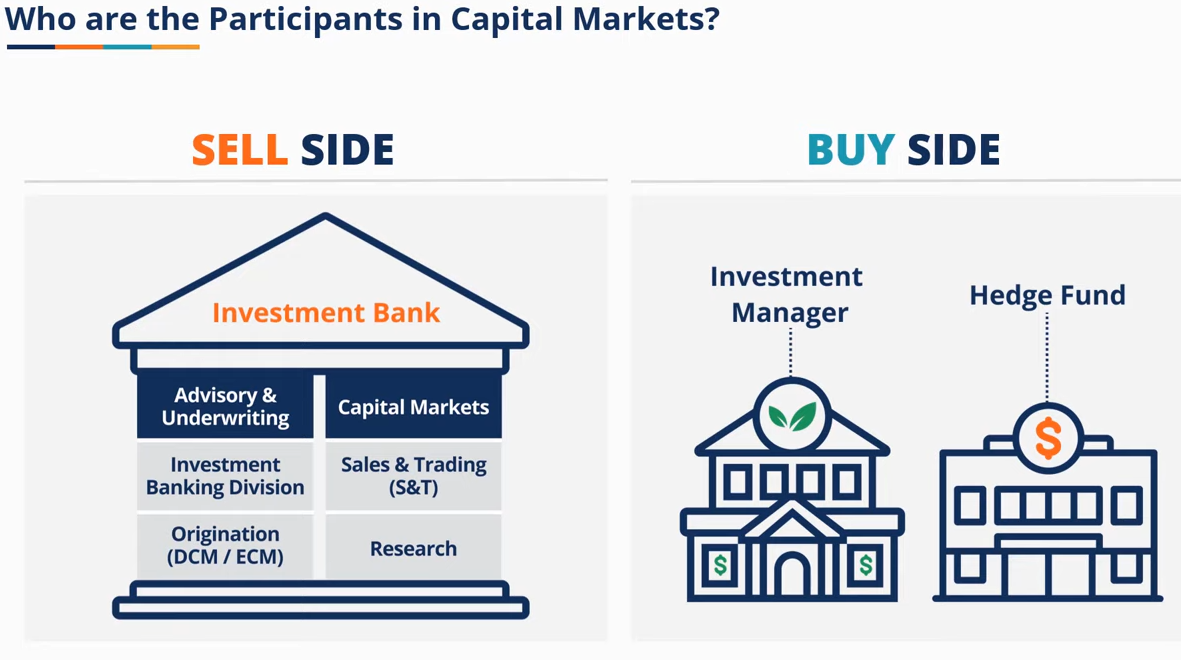 Who are the Participants in Capital Markets?
SELL SIDE
Investment Bank
Advisory &
Underwriting
Capital Markets
Investment
Banking Division
Sales & Trading
(S&T)
Origination
(DCM / ECM)
Research
BUY SIDE
Investment
Manager
Hedge Fund
$
$
$